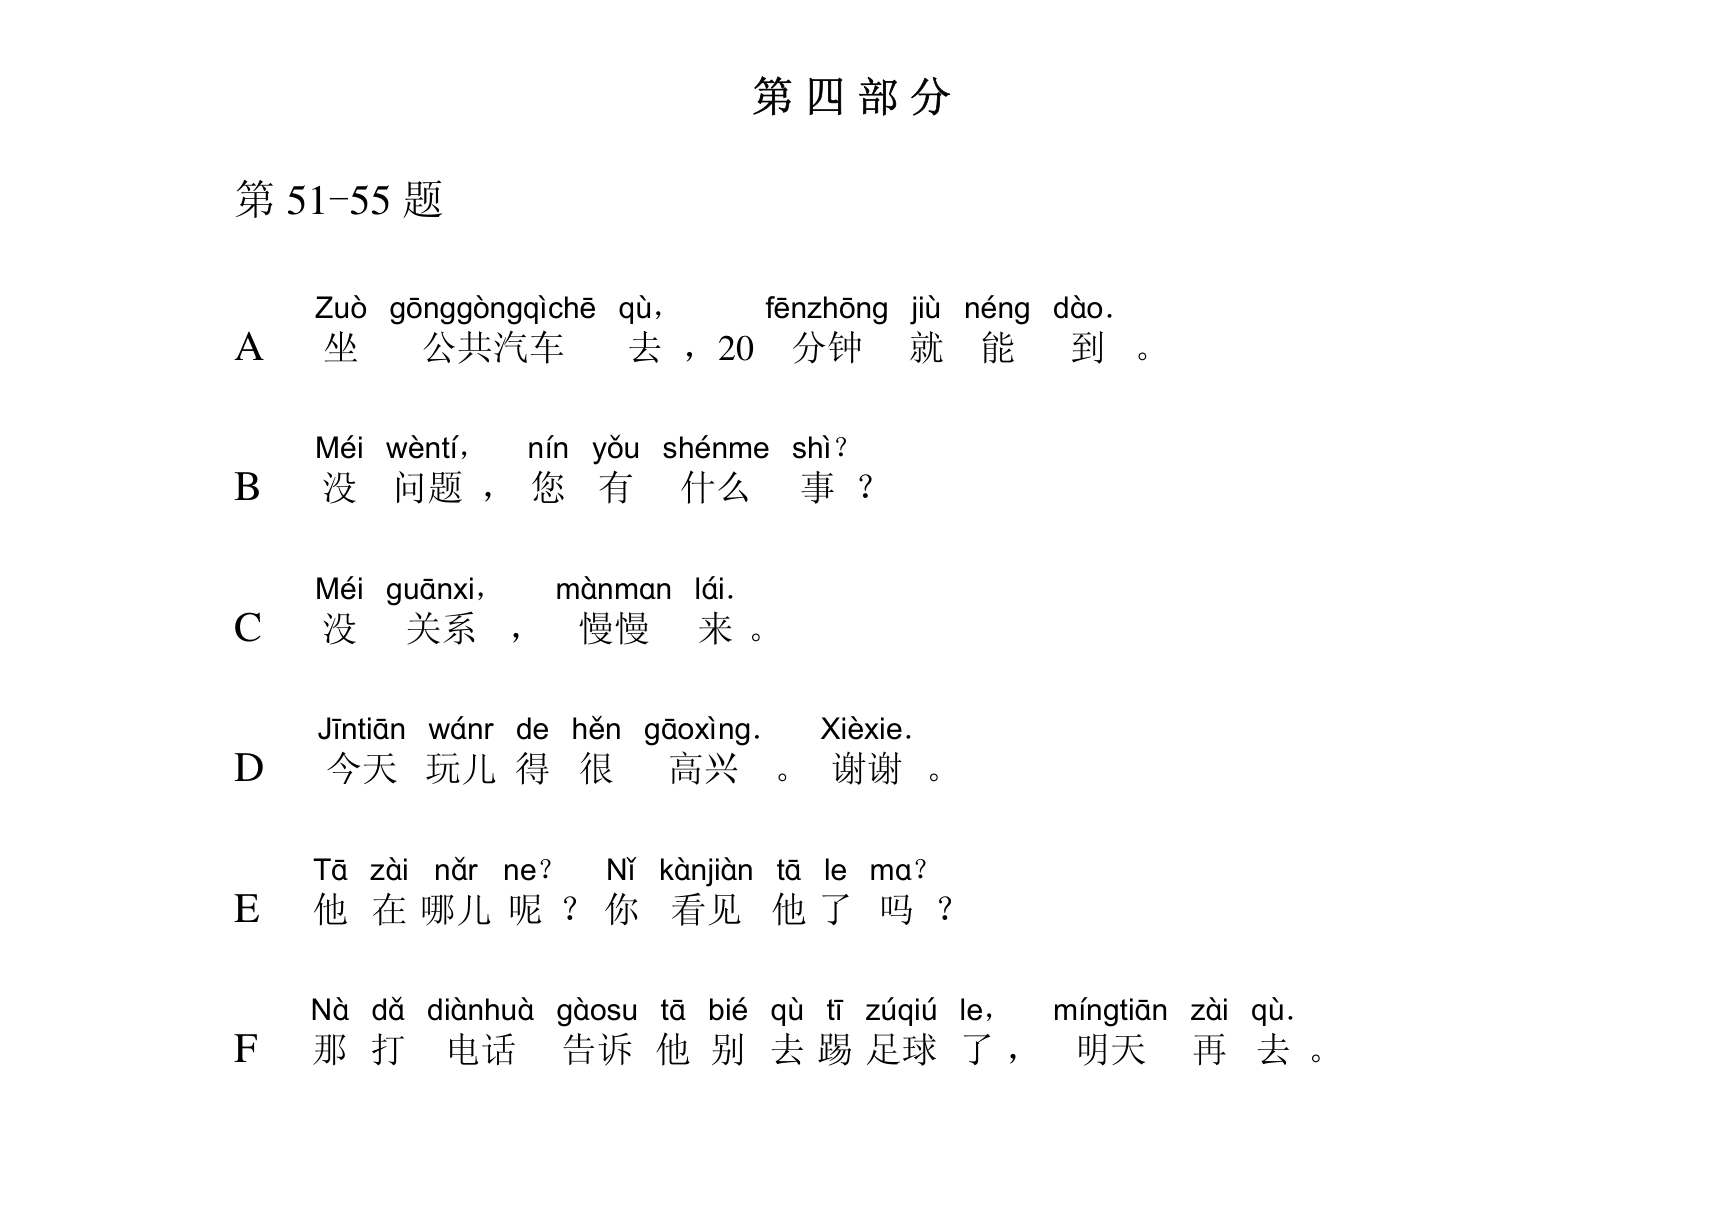 第四部分
第 51-55 题
Zuò gōnggòngqìchē qù， fēnzhōng jiù néng dào．
A 坐 公共汽车 去 ，20 分钟 就 能 到 。
Méi wèntí， nín yǒu shénme shì？
B 没 问题 ， 您 有 什么 事 ？
Méi guānxi， mànman lái．
C 没 关系 ， 慢慢 来 。
Jīntiān wánr de hěn gāoxìng． Xièxie．
D 今天 玩儿 得 很 高兴 。 谢谢 。
Tā zài nǎr ne？ Nǐ kànjiàn tā le ma？
E 他 在 哪儿 呢 ？ 你 看见 他 了 吗 ？
Nà dǎ diànhuà gàosu tā bié qù tī zúqiú le， míngtiān zài qù．
F 那 打 电话 告诉 他 别 去 踢 足球 了 ， 明天 再 去 。